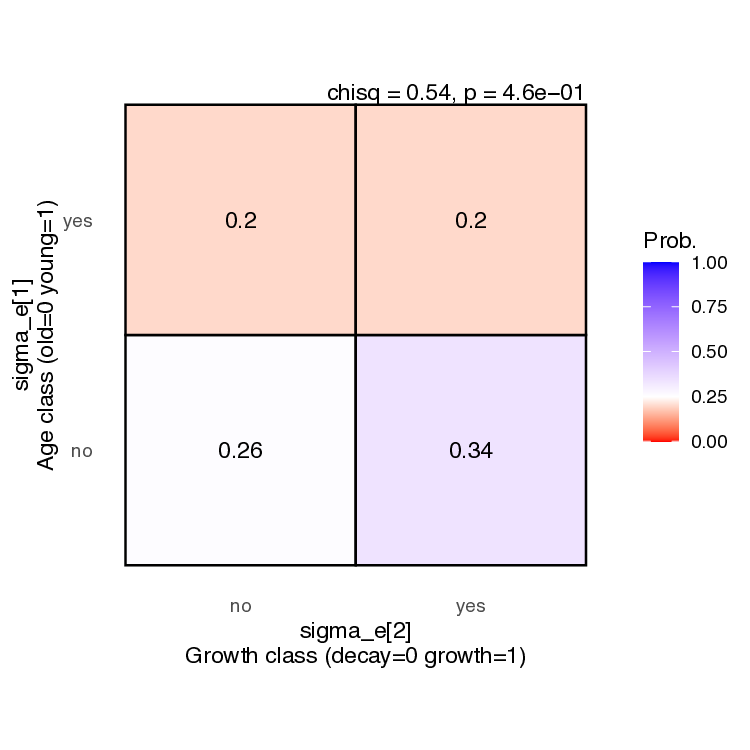 chisq = 0.54, p = 4.6e−01
sigma_e[1]
Age class (old=0 young=1)
yes
no
0.2
0.2
0.26
0.34
no
yes
sigma_e[2]
Growth class (decay=0 growth=1)
Prob.
1.00
0.75
0.50
0.25
0.00